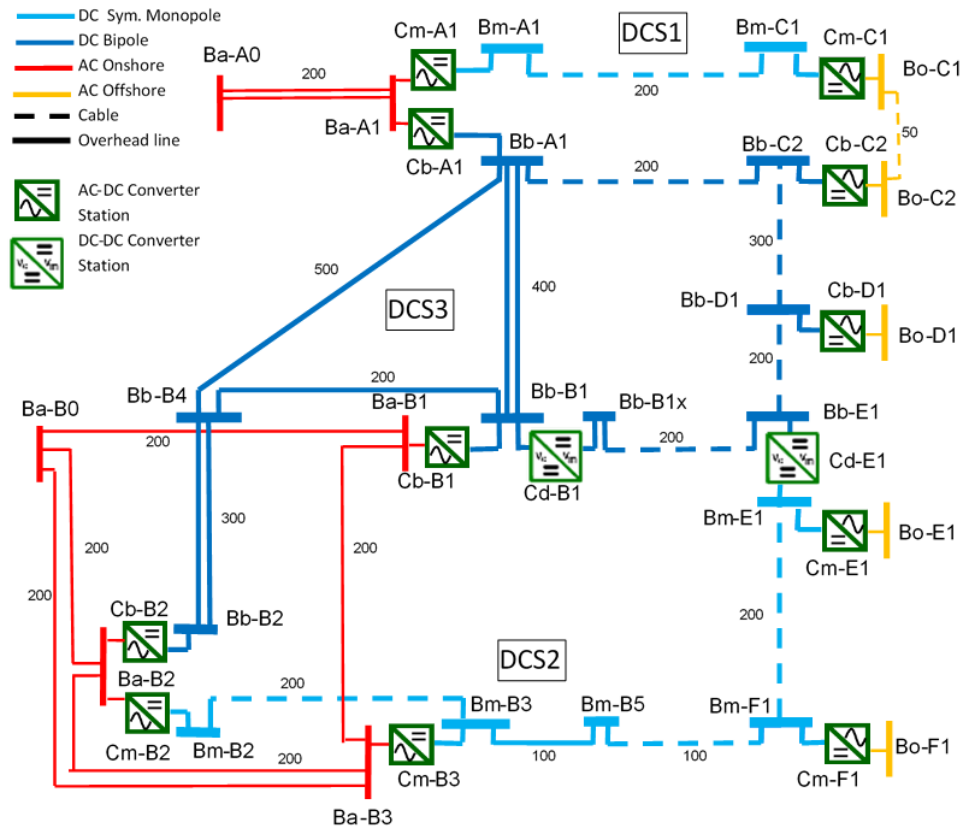 DC Sym. Monopole
DC Bipole
AC Onshore
AC Offshore
Cable
Overhead line
AC-DC Converter
Station
DC-DC Converter
Station
Ba-A0
200
Ba-A1
Cm-A1
Bm-A1
DCS1
Bm-C1
Cm-C1
Bo-C1
200
50
Cb-A1
Bb-A1
200
Bb-C2
Cb-C2
Bo-C2
500
400
300
DCS3
Bb-D1
Cb-D1
Bo-D1
200
Bb-B4
200
Ba-B0
Ba-B1
Bb-B1
Bb-B1x
Bb-E1
200
Cb-B1
Cd-B1
200
Cd-E1
300
Bm-E1
Bo-E1
200
200
200
Cm-E1
Cb-B2
Bb-B2
Ba-B2
200
DCS2
200
Cm-B2
Bm-B2
Bm-B3
Bm-B5
Bm-F1
Bo-F1
200
Cm-B3
100
100
Cm-F1
Ba-B3